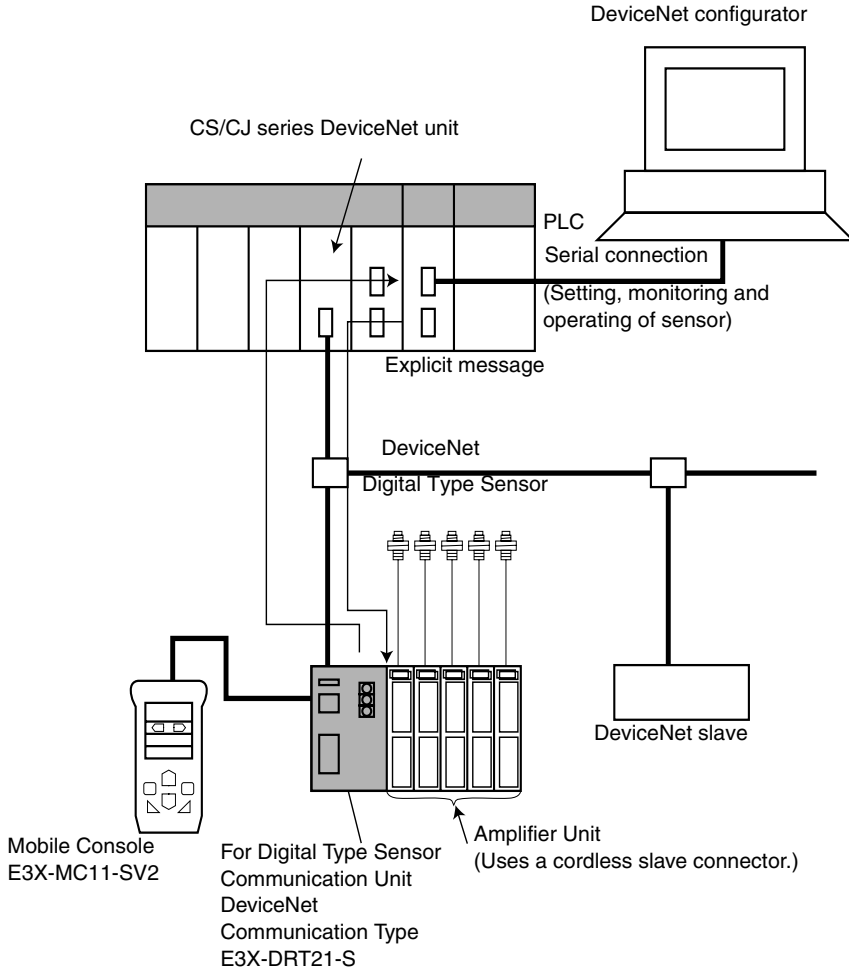 DeviceNet configurator
CS/CJ series DeviceNet unit
PLC
Serial connection
(Setting, monitoring and
operating of sensor)
Explicit message
DeviceNet
Digital Type Sensor
DeviceNet slave
Mobile Console
E3X-MC11-SV2
For Digital Type Sensor
Communication Unit
DeviceNet
Communication Type
E3X-DRT21-S
Amplifier Unit
(Uses a cordless slave connector.)